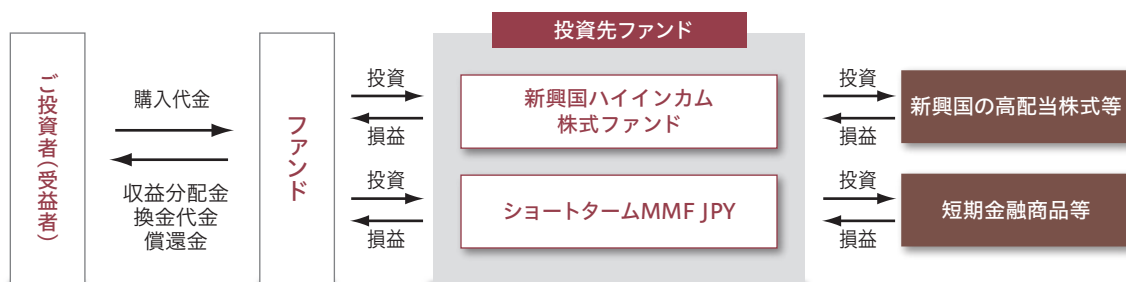 ご投資者(受益者)
購入代金
収益分配金
換金代金
償還金
ファンド
投資
損益
投資
損益
投資先ファンド
新興国ハイインカム
株式ファンド
ショートタームMMF JPY
投資
損益
投資
損益
新興国の高配当株式等
短期金融商品等